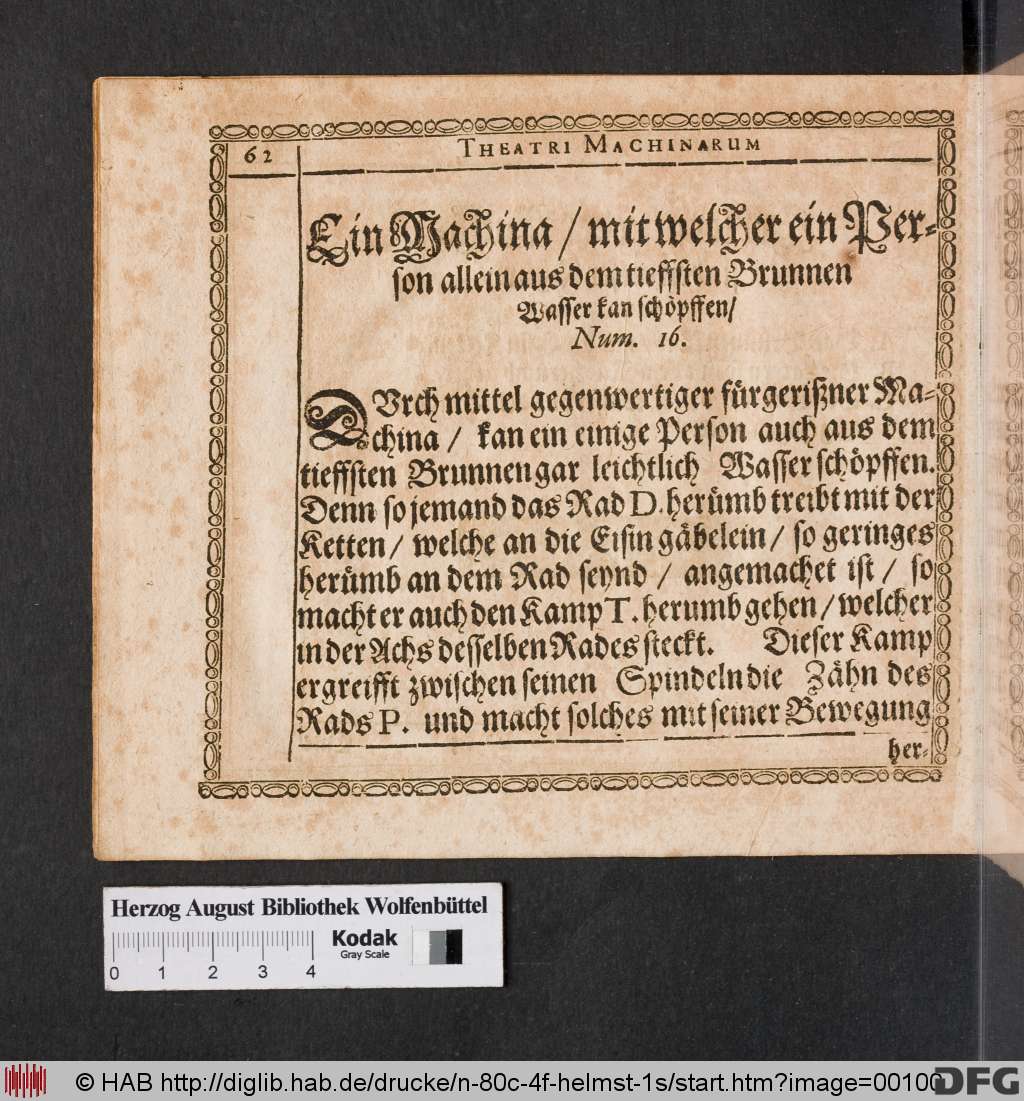 62
THEATRI MACHINARUM
Ein Machina / mit welcher ein Per-
son allein aus dem tieffsten Brunnen
Wasser kan schöpffen /
Num. 16.
DUrch mittel gegenwertiger fürgerißner Ma-
china / kan ein einige Person auch aus dem
tieffsten Brunnen gar leichtlich Wasser schöpffen.
Denn so jemand das Rad D. herümb treibt mit der
Ketten / welche an die Eisin gäbelein / so geringes
herümb an dem Rad seynd / angemachet ist / so
macht er auch den Kamp T. herumb gehen / welcher
in der Achs desselben Rades steckt. Dieser Kamp
ergreifft zwischen seinen Spindeln die Zähn des
Rads P. und macht solches mit seiner Bewegung
her-
Herzog August Bibliothek Wolfenbüttel
Kodak
Gray Scale
0 1 2 3 4
© HAB http://diglib.hab.de/drucke/n-80c-4f-helmst-1s/start.htm?image=00100
DFG